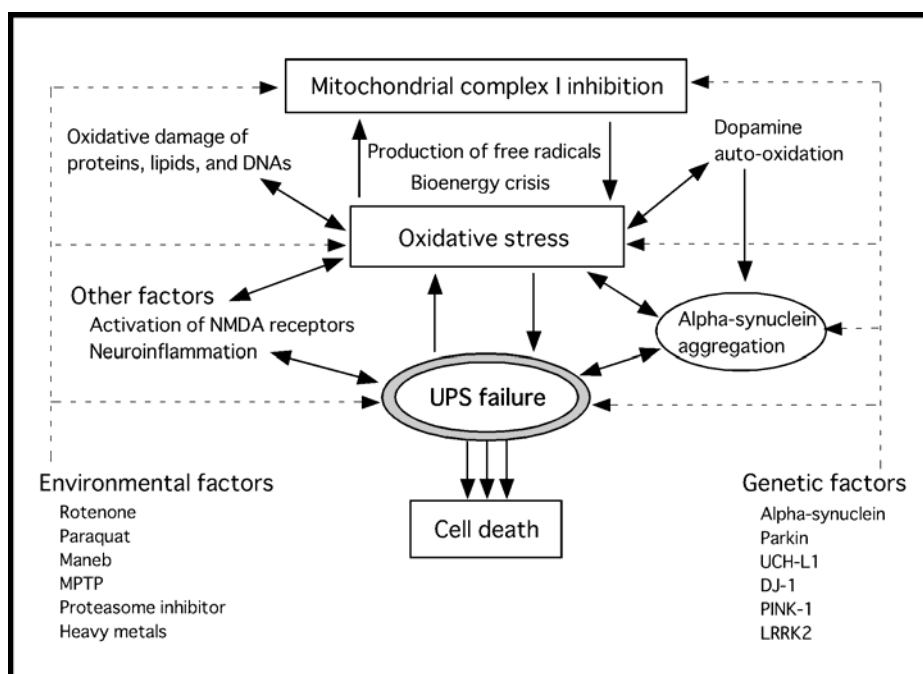 Mitochondrial complex I inhibition
Oxidative damage of
proteins, lipids, and DNAs
Production of free radicals
Bioenergy crisis
Dopamine
auto-oxidation
Oxidative stress
Other factors
Activation of NMDA receptors
Neuroinflammation
Alpha-synuclein
aggregation
UPS failure
Cell death
Environmental factors
Rotenone
Paraquat
Maneb
MPTP
Proteasome inhibitor
Heavy metals
Genetic factors
Alpha-synuclein
Parkin
UCH-L1
DJ-1
PINK-1
LRRK2